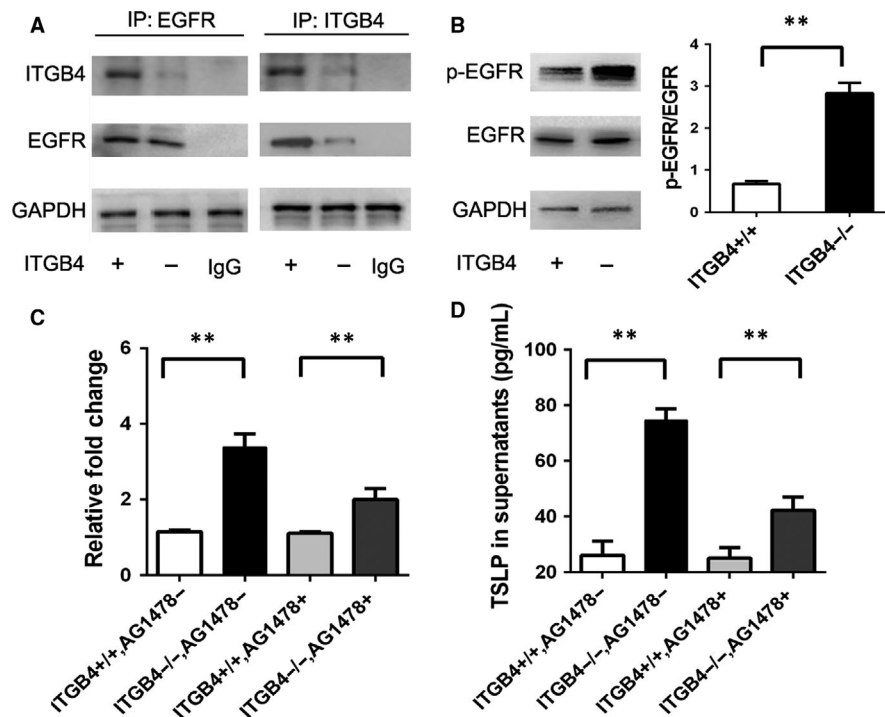 A
IP: EGFR
IP: ITGB4
ITGB4
EGFR
GAPDH
ITGB4
+
−
IgG
+
−
IgG
B
p-EGFR
EGFR
GAPDH
ITGB4
+
−
**
p-EGFR/EGFR
4
3
2
1
0
ITGB4+/+
ITGB4−/−
C
**
**
Relative fold change
6
4
2
0
ITGB4+/+,AG1478−
ITGB4−/−,AG1478−
ITGB4+/+,AG1478+
ITGB4−/−,AG1478+
D
**
**
TSLP in supernatants (pg/mL)
100
80
60
40
20
ITGB4+/+,AG1478−
ITGB4−/−,AG1478−
ITGB4+/+,AG1478+
ITGB4−/−,AG1478+